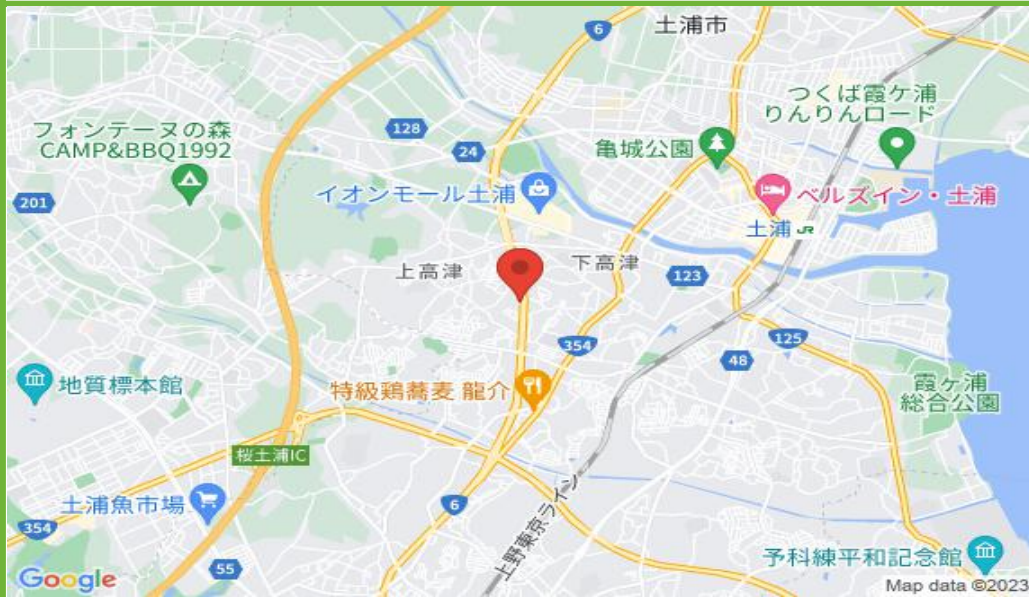 6
土浦市
つくば霞ケ浦
りんりんロード
フォンテーヌの森
CAMP&BBQ1992
128
24
亀城公園
201
イオンモール土浦
ベルズイン・土浦
土浦 JR
上高津
下高津
123
354
125
48
地質標本館
特級鶏蕎麦 龍介
霞ヶ浦
総合公園
桜土浦IC
土浦魚市場
6
上野東京ライン
354
55
予科練平和記念館
Google
Map data ©2023